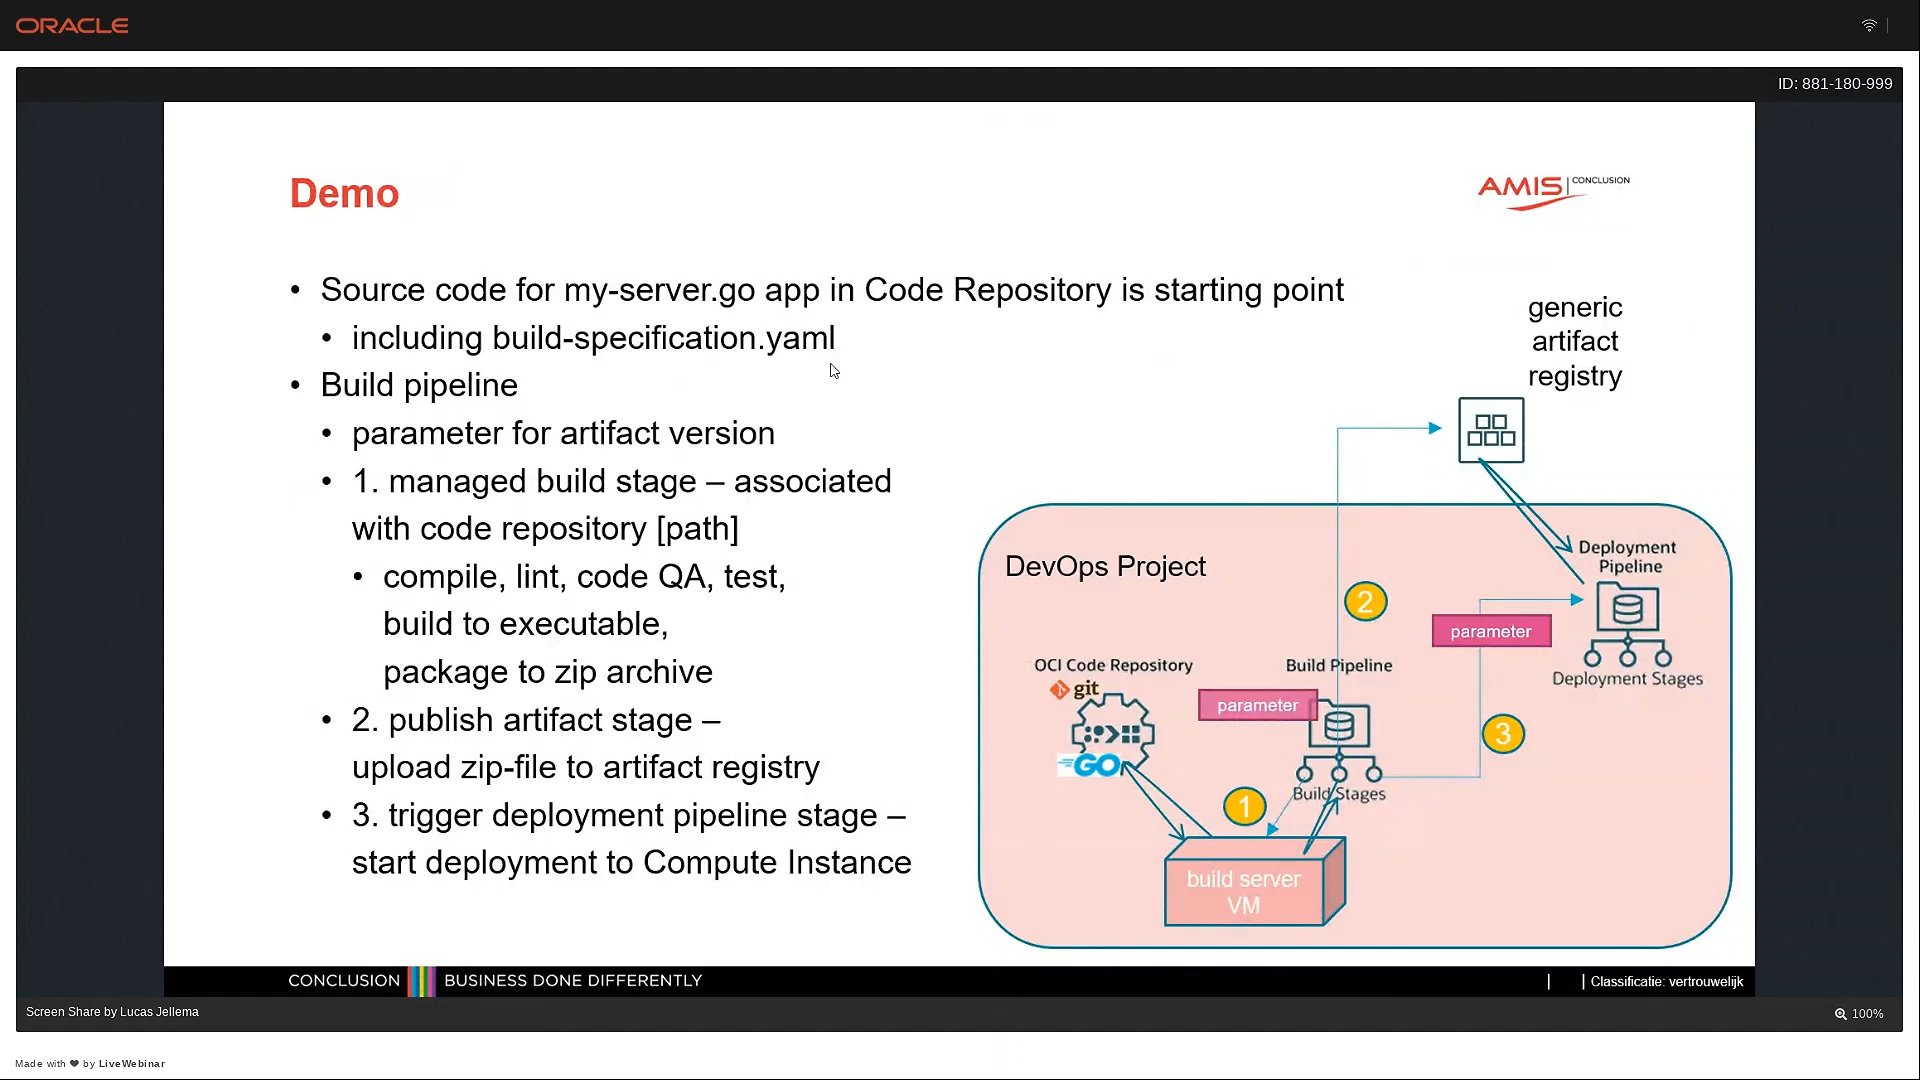 ORACLE
ID: 881-180-999
Demo
AMIS CONCLUSION
• Source code for my-server.go app in Code Repository is starting point
• including build-specification.yaml
• Build pipeline
• parameter for artifact version
• 1. managed build stage – associated
with code repository [path]
• compile, lint, code QA, test,
build to executable,
package to zip archive
• 2. publish artifact stage –
upload zip-file to artifact registry
• 3. trigger deployment pipeline stage –
start deployment to Compute Instance
generic
artifact
registry
DevOps Project
Deployment
Pipeline
2
parameter
Deployment Stages
OCI Code Repository
git
GO
Build Pipeline
parameter
3
Build Stages
1
build server
VM
CONCLUSION BUSINESS DONE DIFFERENTLY
| | Classificatie: vertrouwelijk
Screen Share by Lucas Jellema
100%
Made with ❤ by LiveWebinar